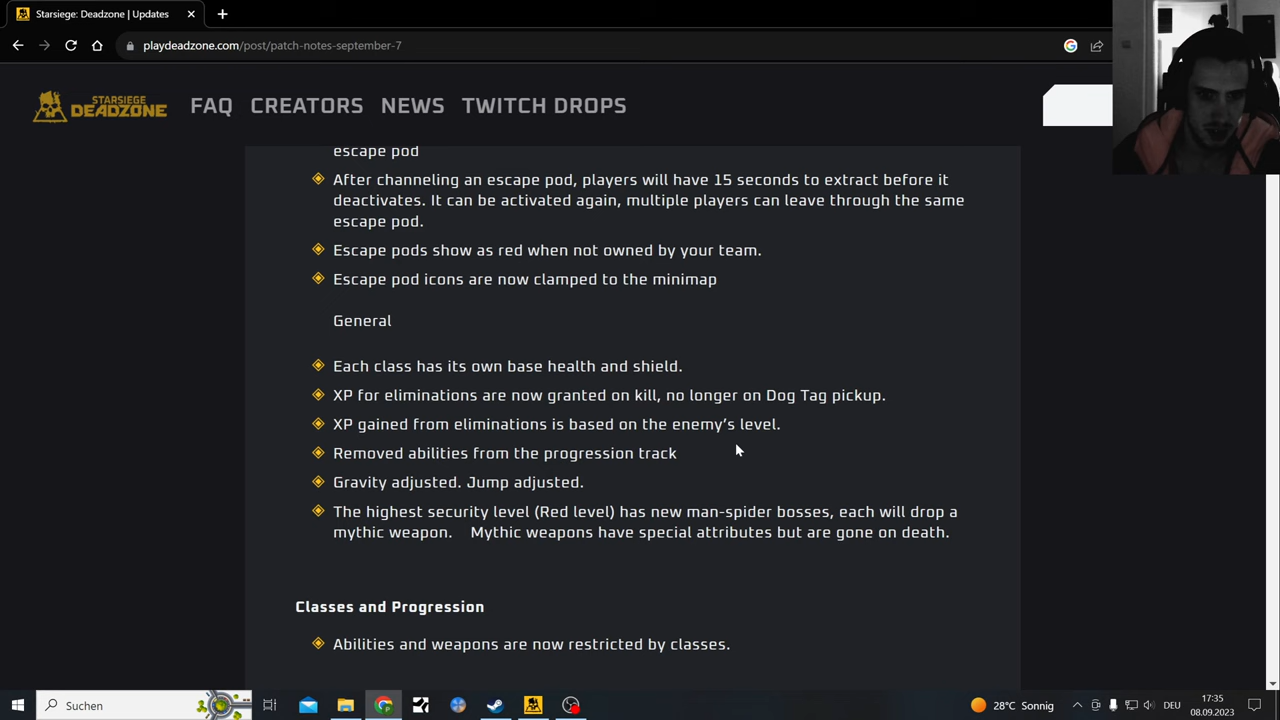 Starsiege: Deadzone | Updates
playdeadzone.com/post/patch-notes-september-7
STARSIEGE
DEADZONE
FAQ CREATORS NEWS TWITCH DROPS
escape pod
After channeling an escape pod, players will have 15 seconds to extract before it
deactivates. It can be activated again, multiple players can leave through the same
escape pod.
Escape pods show as red when not owned by your team.
Escape pod icons are now clamped to the minimap
General
Each class has its own base health and shield.
XP for eliminations are now granted on kill, no longer on Dog Tag pickup.
XP gained from eliminations is based on the enemy’s level.
Removed abilities from the progression track
Gravity adjusted. Jump adjusted.
The highest security level (Red level) has new man-spider bosses, each will drop a
mythic weapon. Mythic weapons have special attributes but are gone on death.
Classes and Progression
Abilities and weapons are now restricted by classes.
Suchen
28°C Sonnig
DEU
17:35
08.09.2023